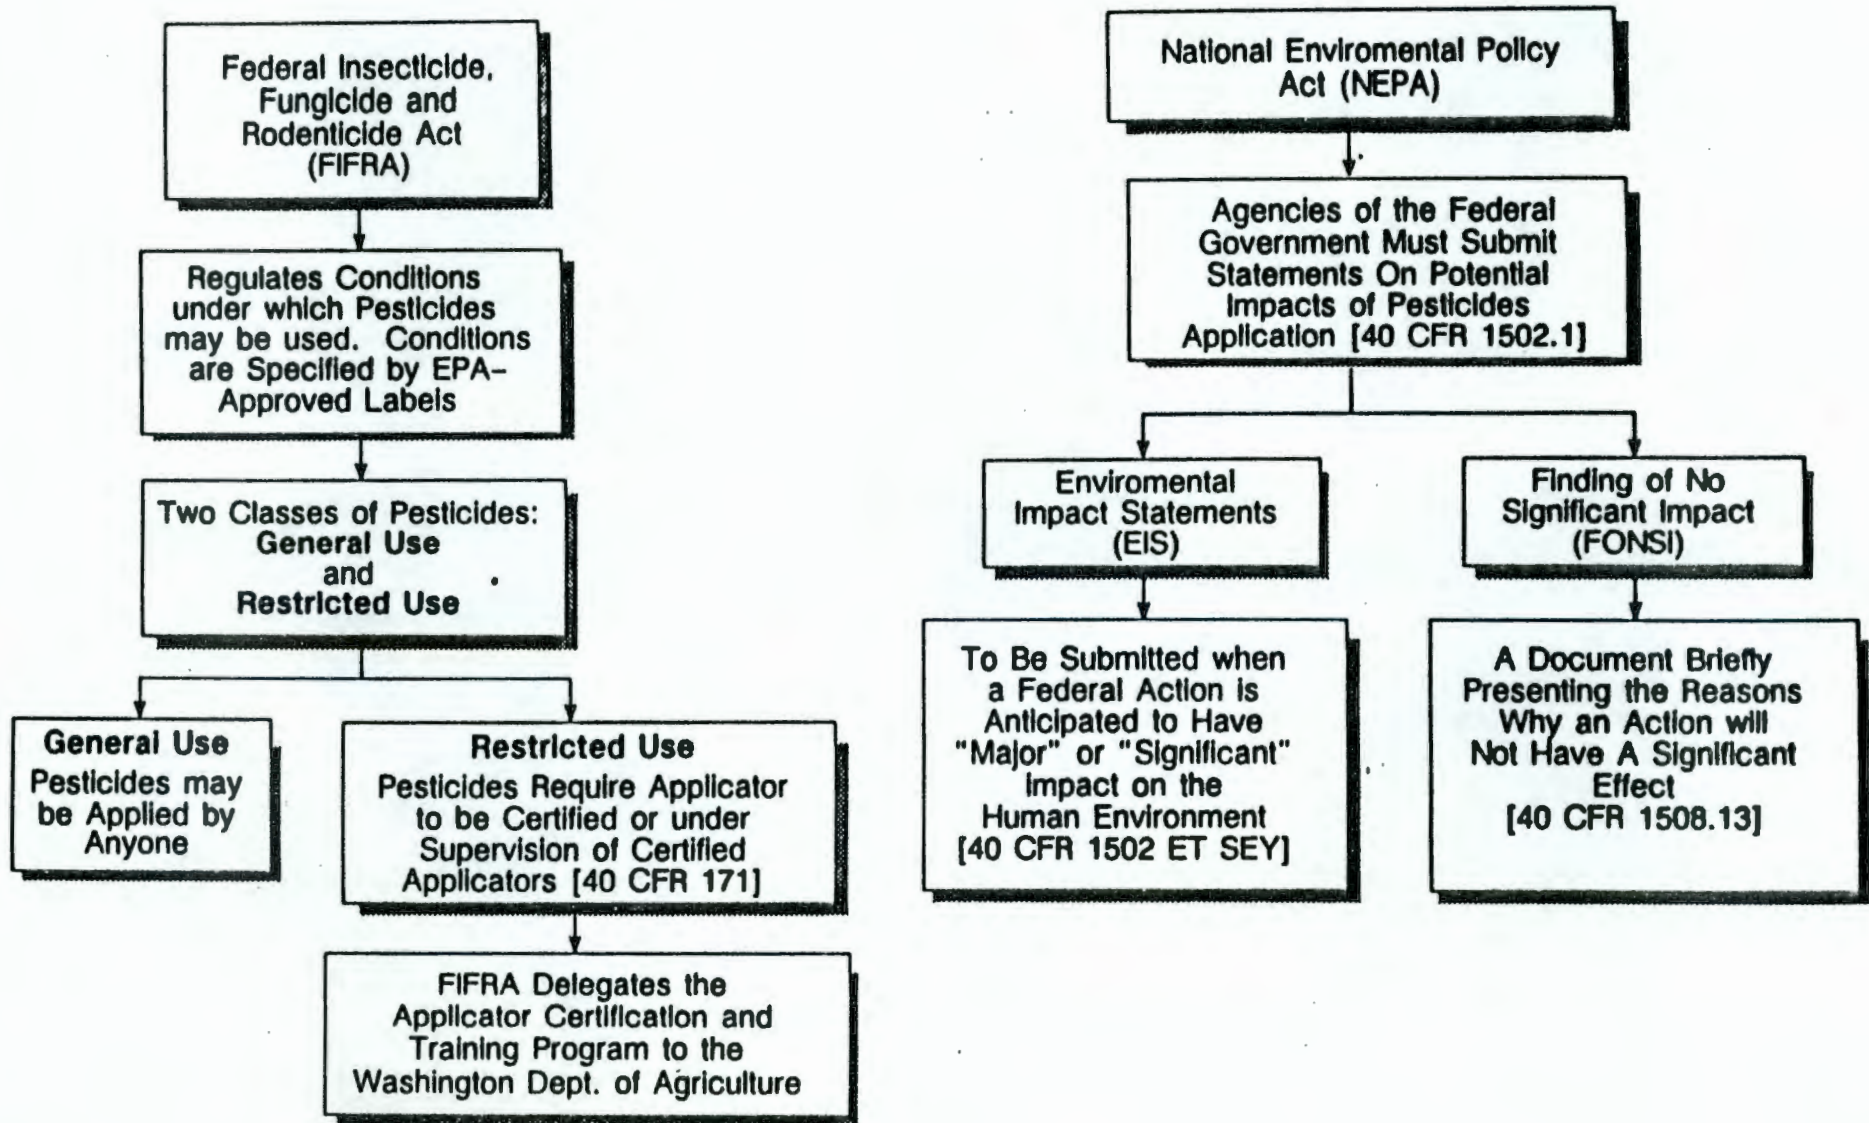 Federal Insecticide,
Fungicide and
Rodenticide Act
(FIFRA)
Regulates Conditions
under which Pesticides
may be used. Conditions
are Specified by EPA-
Approved Labels
Two Classes of Pesticides:
General Use
and
Restricted Use
General Use
Pesticides may
be Applied by
Anyone
Restricted Use
Pesticides Require Applicator
to be Certified or under
Supervision of Certified
Applicators [40 CFR 171]
FIFRA Delegates the
Applicator Certification and
Training Program to the
Washington Dept. of Agriculture
National Enviromental Policy
Act (NEPA)
Agencies of the Federal
Government Must Submit
Statements On Potential
Impacts of Pesticides
Application [40 CFR 1502.1]
Enviromental
Impact Statements
(EIS)
To Be Submitted when
a Federal Action is
Anticipated to Have
"Major" or "Significant"
Impact on the
Human Environment
[40 CFR 1502 ET SEY]
Finding of No
Significant Impact
(FONSI)
A Document Briefly
Presenting the Reasons
Why an Action will
Not Have A Significant
Effect
[40 CFR 1508.13]